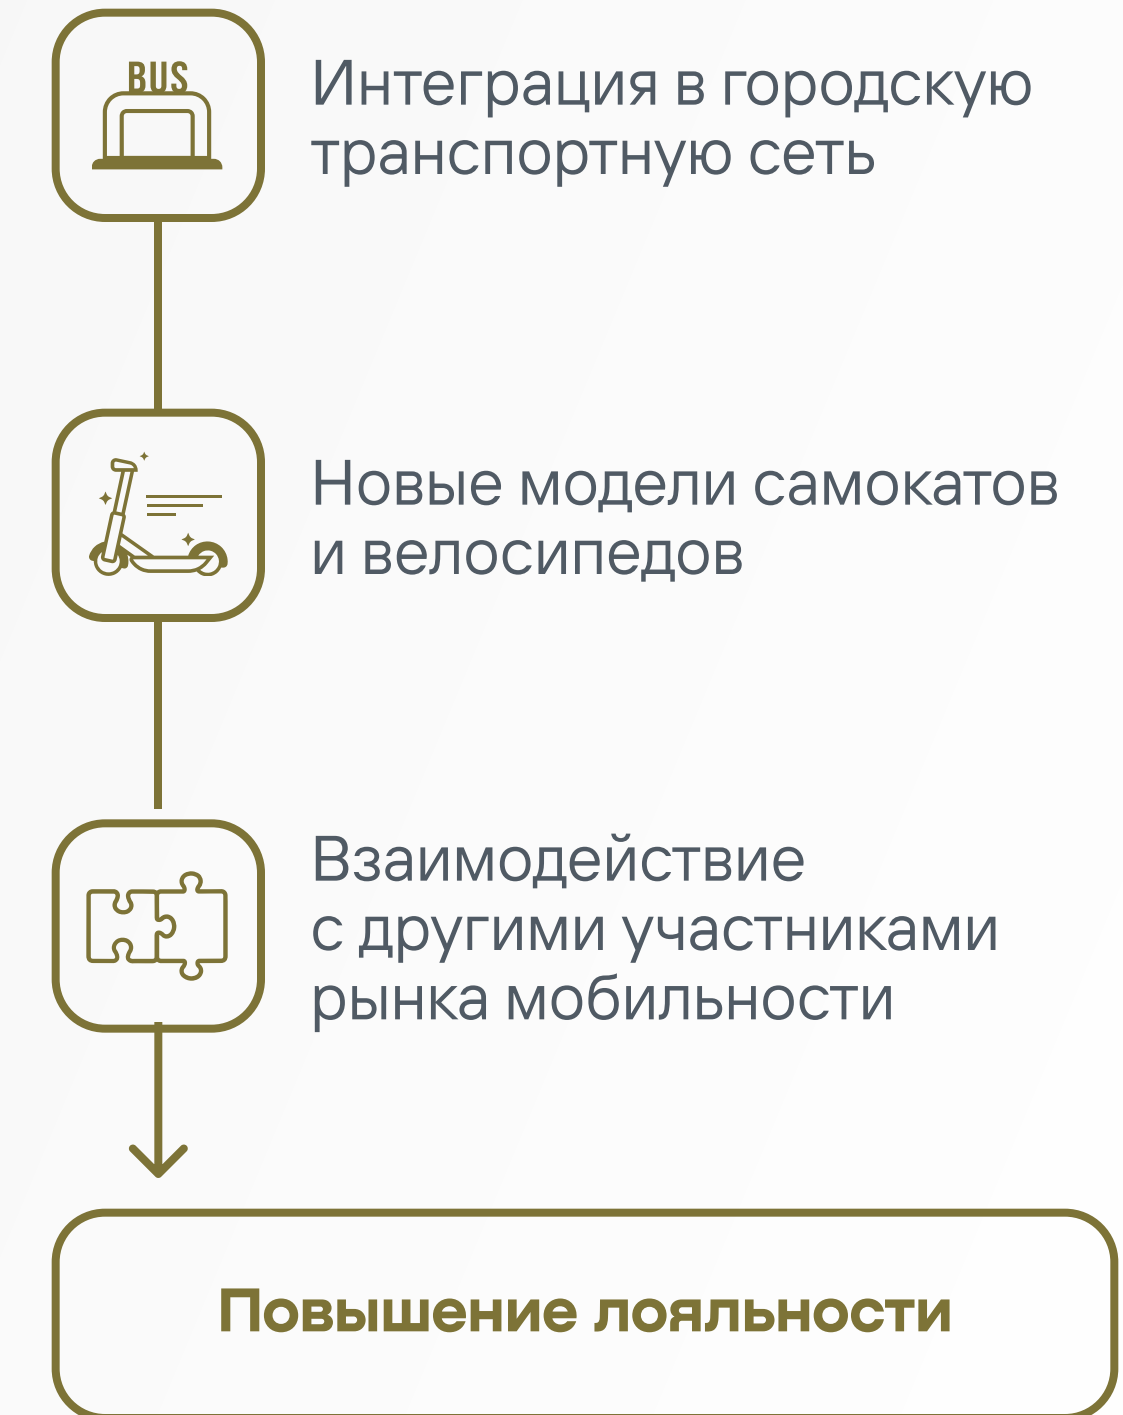 BUS
Интеграция в городскую
транспортную сеть
Новые модели самокатов
и велосипедов
Взаимодействие
с другими участниками
рынка мобильности
Повышение лояльности